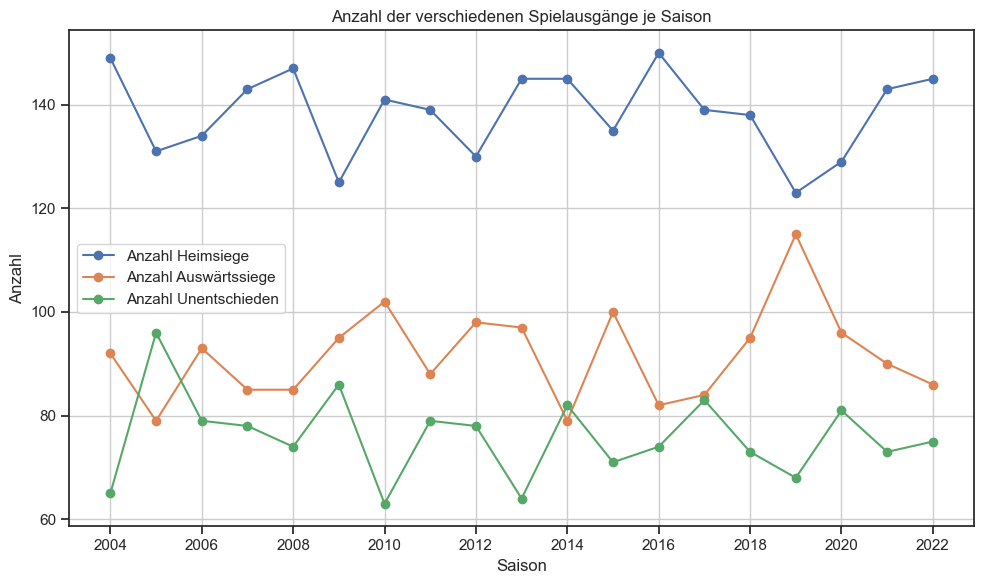 Anzahl der verschiedenen Spielausgänge je Saison
140
120
100
80
60
Anzahl
Anzahl Heimsiege
Anzahl Auswärtssiege
Anzahl Unentschieden
2004 2006 2008 2010 2012 2014 2016 2018 2020 2022
Saison